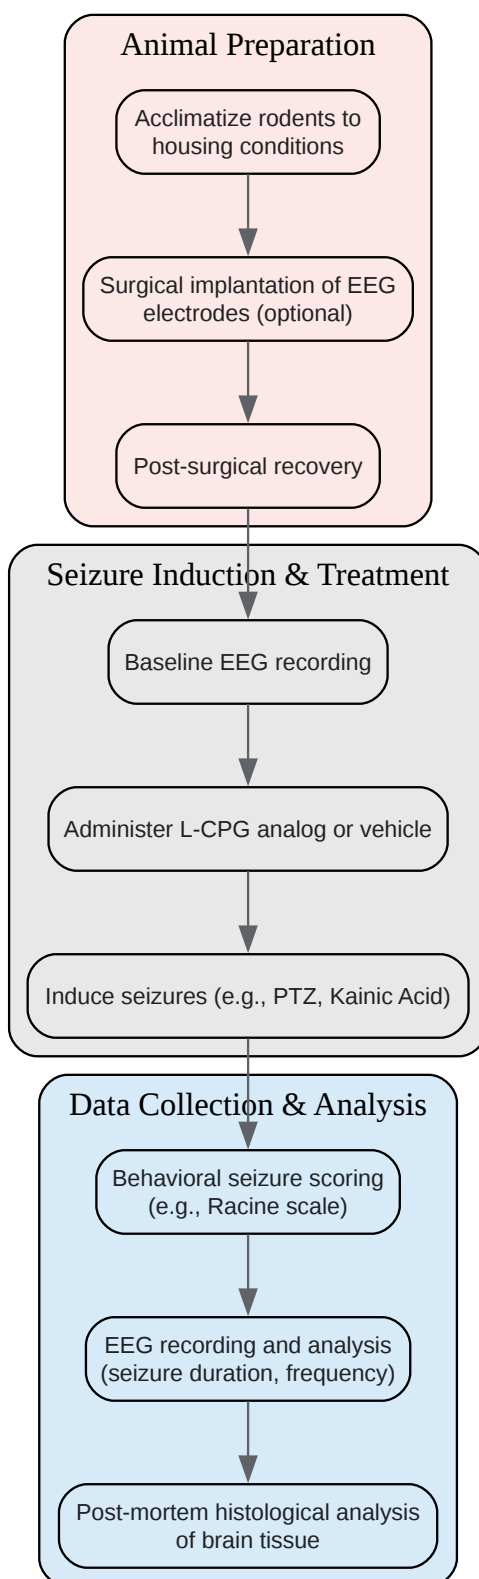 Animal Preparation
Acclimatize rodents to
housing conditions
Surgical implantation of EEG
electrodes (optional)
Post-surgical recovery
Seizure Induction & Treatment
Baseline EEG recording
Administer L-CPG analog or vehicle
Induce seizures (e.g., PTZ, Kainic Acid)
Data Collection & Analysis
Behavioral seizure scoring
(e.g., Racine scale)
EEG recording and analysis
(seizure duration, frequency)
Post-mortem histological analysis
of brain tissue